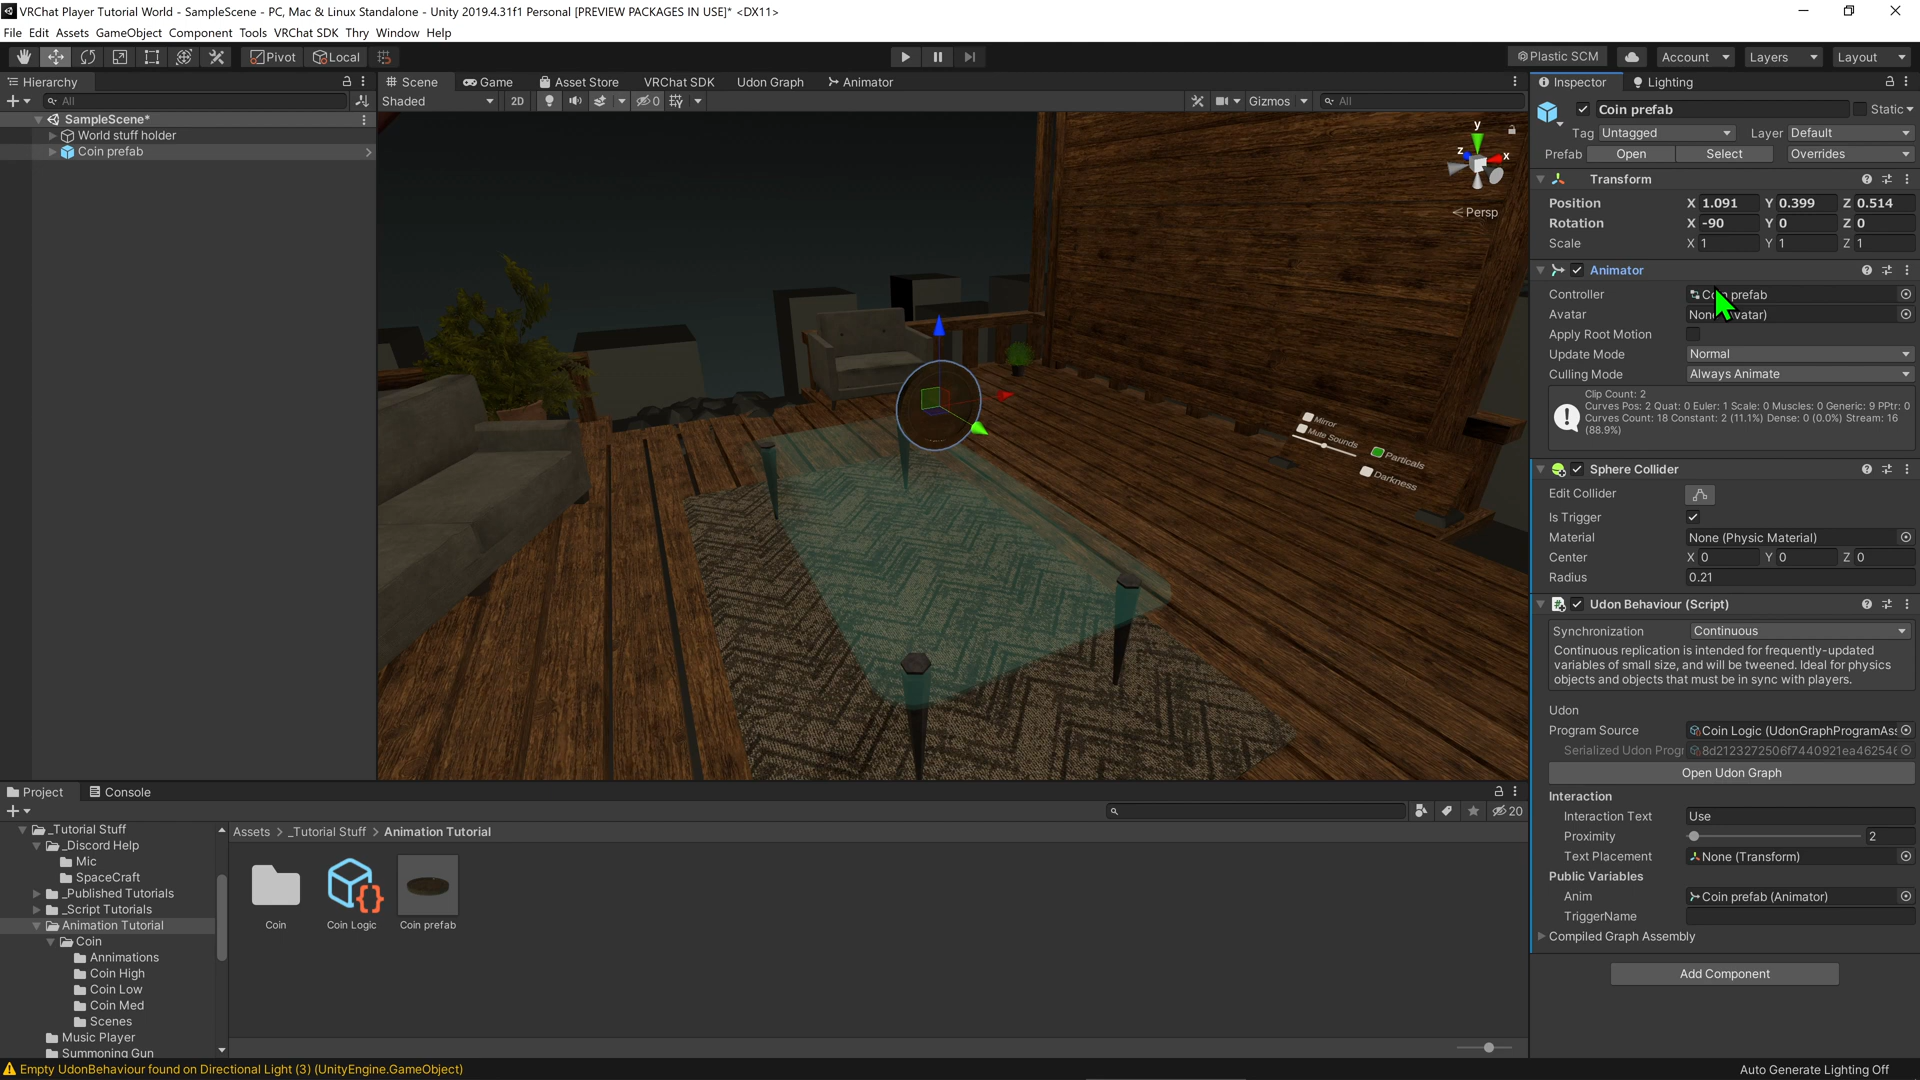 VRChat Player Tutorial World - SampleScene - PC, Mac & Linux Standalone - Unity 2019.4.31f1 Personal [PREVIEW PACKAGES IN USE]* <DX11>
File Edit Assets GameObject Component Tools VRChat SDK Thry Window Help
Pivot Local Plastic SCM Account Layers Layout
Hierarchy
All
SampleScene*
World stuff holder
Coin prefab
Scene Game Asset Store VRChat SDK Udon Graph Animator
Shaded 2D 0 Gizmos All
y
z x
< Persp
Mirror
Mute Sounds
Particals
Darkness
Inspector Lighting
Coin prefab Static
Tag Untagged Layer Default
Prefab Open Select Overrides
Transform
Position X 1.091 Y 0.399 Z 0.514
Rotation X -90 Y 0 Z 0
Scale X 1 Y 1 Z 1
Animator
Controller prefab
Avatar
Apply Root Motion
Update Mode Normal
Culling Mode Always Animate
Clip Count: 2
Curves Pos: 2 Quat: 0 Euler: 1 Scale: 0 Muscles: 0 Generic: 9 PPtr: 0
Curves Count: 18 Constant: 2 (11.1%) Dense: 0 (0.0%) Stream: 16
(88.9%)
Sphere Collider
Edit Collider
Is Trigger
Material None (Physic Material)
Center X 0 Y 0 Z 0
Radius 0.21
Udon Behaviour (Script)
Synchronization Continuous
Continuous replication is intended for frequently-updated
variables of small size, and will be tweened. Ideal for physics
objects and objects that must be in sync with players.
Udon
Program Source Coin Logic (UdonGraphProgramAss
Serialized Udon Progr 8d2123272506f7440921ea462546
Open Udon Graph
Interaction
Interaction Text Use
Proximity 2
Text Placement None (Transform)
Public Variables
Anim Coin prefab (Animator)
TriggerName
Compiled Graph Assembly
Add Component
Project Console
20
_Tutorial Stuff
_Discord Help
Mic
SpaceCraft
_Published Tutorials
_Script Tutorials
Animation Tutorial
Coin
Annimations
Coin High
Coin Low
Coin Med
Scenes
Music Player
Summoning Gun
Assets > _Tutorial Stuff > Animation Tutorial
Coin
Coin Logic
Coin prefab
Empty UdonBehaviour found on Directional Light (3) (UnityEngine.GameObject)
Auto Generate Lighting Off